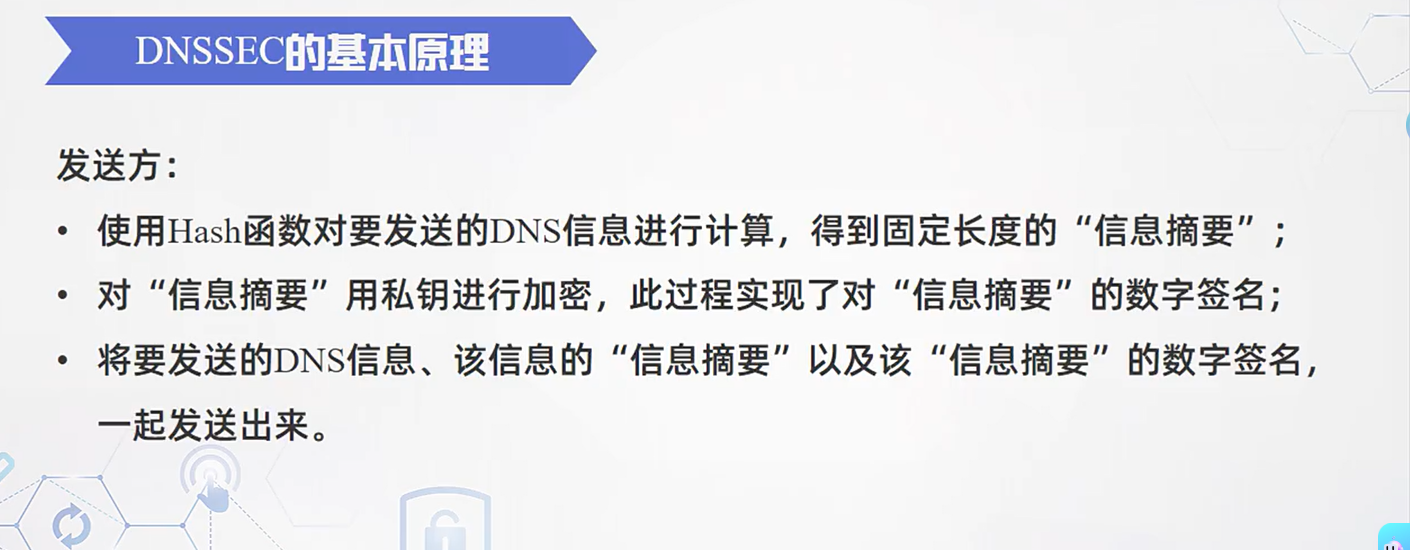 DNSSEC的基本原理
发送方：
• 使用Hash函数对要发送的DNS信息进行计算，得到固定长度的“信息摘要”；
• 对“信息摘要”用私钥进行加密，此过程实现了对“信息摘要”的数字签名；
• 将要发送的DNS信息、该信息的“信息摘要”以及该“信息摘要”的数字签名，
一起发送出来。